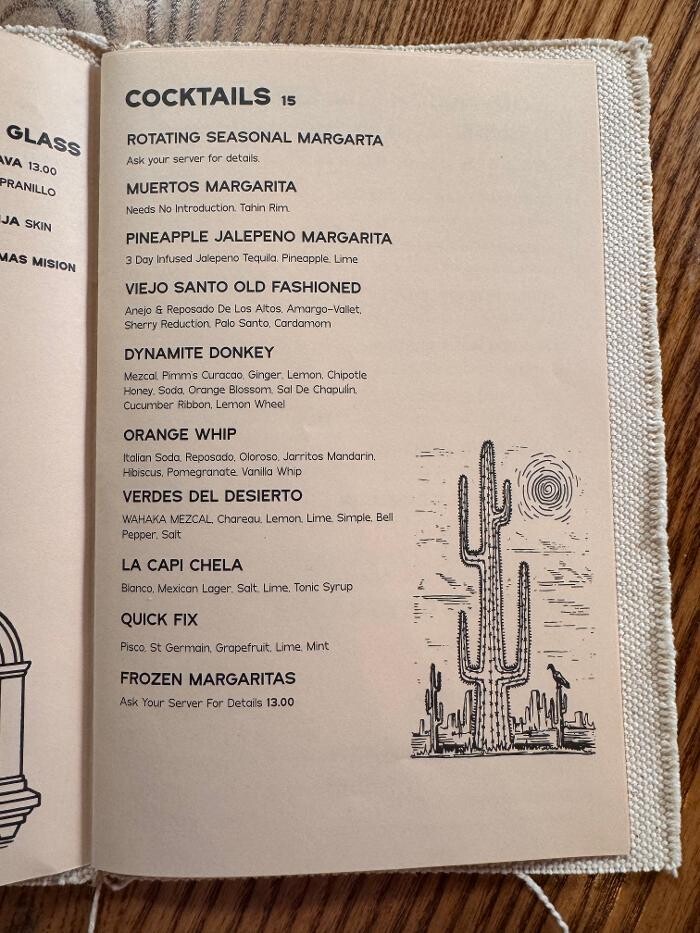 GLASS
AVA 13.00
PRANILLO
JA SKIN
MAS MISION
COCKTAILS 15
ROTATING SEASONAL MARGARTA
Ask your server for details.
MUERTOS MARGARITA
Needs No Introduction. Tahin Rim.
PINEAPPLE JALEPENO MARGARITA
3 Day Infused Jalepeno Tequila. Pineapple, Lime
VIEJO SANTO OLD FASHIONED
Anejo & Reposado De Los Altos, Amargo-Vallet,
Sherry Reduction, Palo Santo, Cardamom
DYNAMITE DONKEY
Mezcal, Pimm's Curacao, Ginger, Lemon, Chipotle
Honey, Soda, Orange Blossom, Sal De Chapulin,
Cucumber Ribbon, Lemon Wheel
ORANGE WHIP
Italian Soda, Reposado, Oloroso, Jarritos Mandarin,
Hibiscus, Pomegranate, Vanilla Whip
VERDES DEL DESIERTO
WAHAKA MEZCAL, Chareau, Lemon, Lime, Simple, Bell
Pepper, Salt
LA CAPI CHELA
Blanco, Mexican Lager, Salt, Lime, Tonic Syrup
QUICK FIX
Pisco, St Germain, Grapefruit, Lime, Mint
FROZEN MARGARITAS
Ask Your Server For Details 13.00